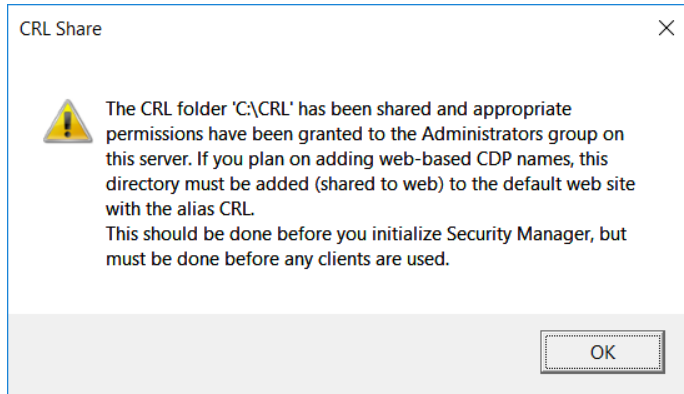 CRL Share
The CRL folder 'C:\CRL' has been shared and appropriate
permissions have been granted to the Administrators group on
this server. If you plan on adding web-based CDP names, this
directory must be added (shared to web) to the default web site
with the alias CRL.
This should be done before you initialize Security Manager, but
must be done before any clients are used.
OK